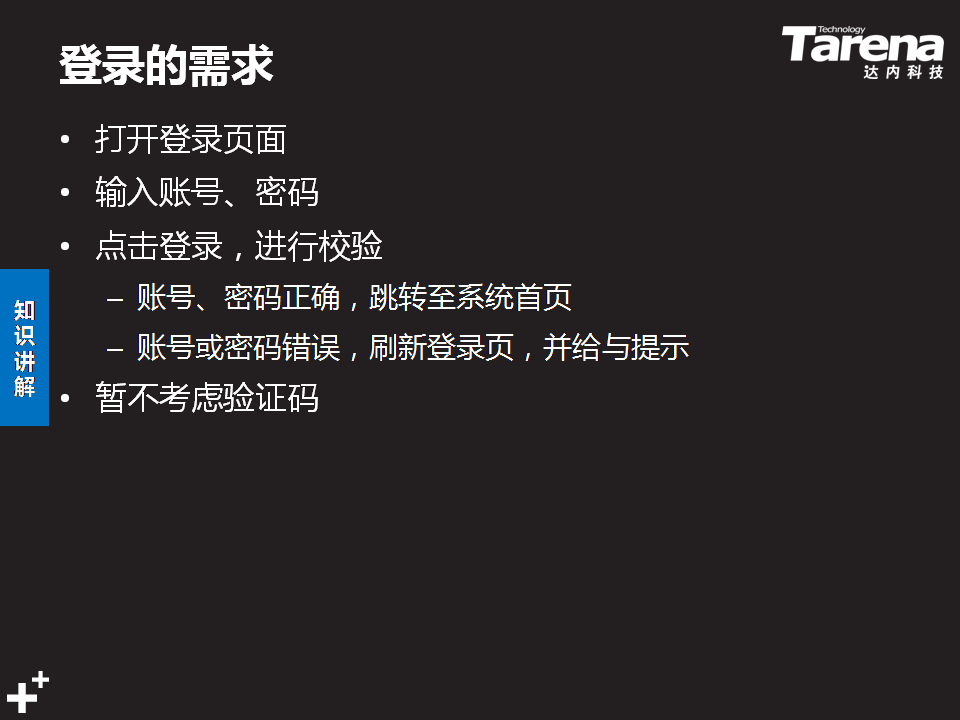 登录的需求
Technology
Tarena
达内科技
• 打开登录页面
• 输入账号、密码
• 点击登录，进行校验
– 账号、密码正确，跳转至系统首页
– 账号或密码错误，刷新登录页，并给与提示
• 暂不考虑验证码
知识讲解